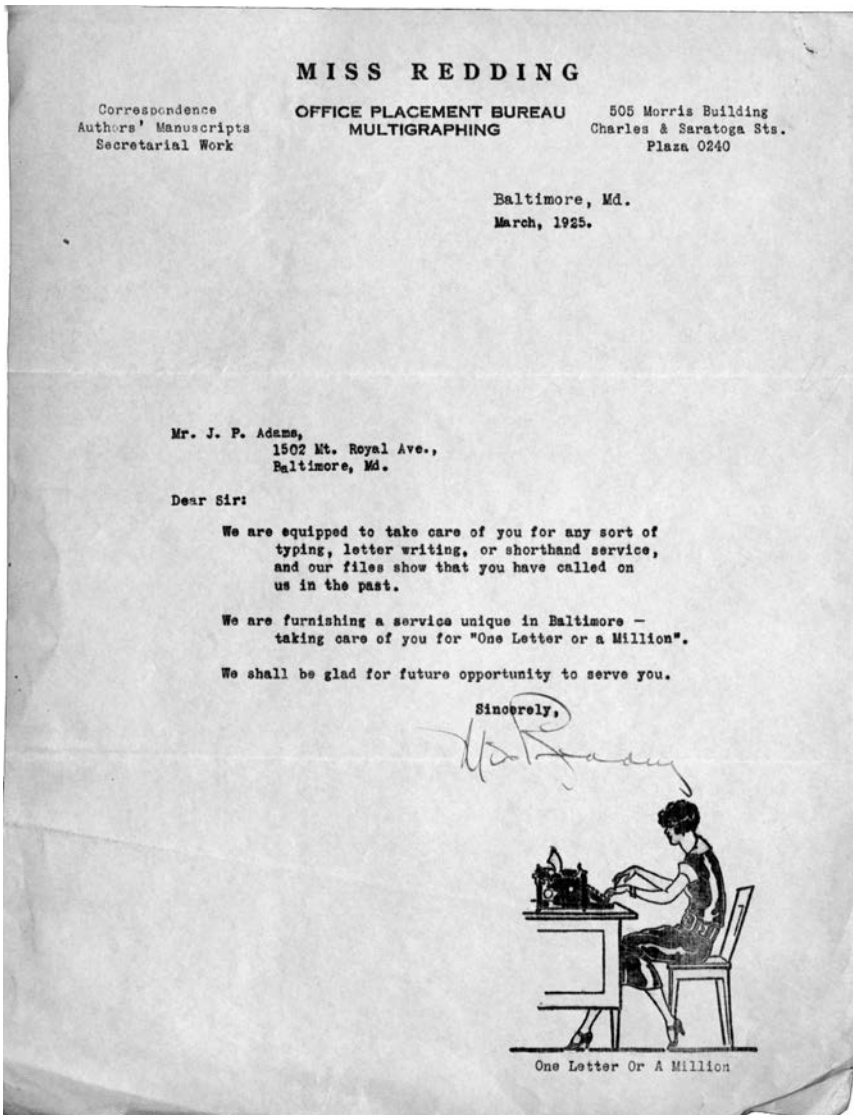 MISS REDDING
Correspondence
Authors' Manuscripts
Secretarial Work
OFFICE PLACEMENT BUREAU
MULTIGRAPHING
505 Morris Building
Charles & Saratoga Sts.
Plaza 0240
Baltimore, Md.
March, 1925.
Mr. J. P. Adams,
1502 Mt. Royal Ave.,
Baltimore, Md.
Dear Sir:
We are equipped to take care of you for any sort of
typing, letter writing, or shorthand service,
and our files show that you have called on
us in the past.
We are furnishing a service unique in Baltimore —
taking care of you for "One Letter or a Million".
We shall be glad for future opportunity to serve you.
Sincerely,
Miss Redding
One Letter Or A Million